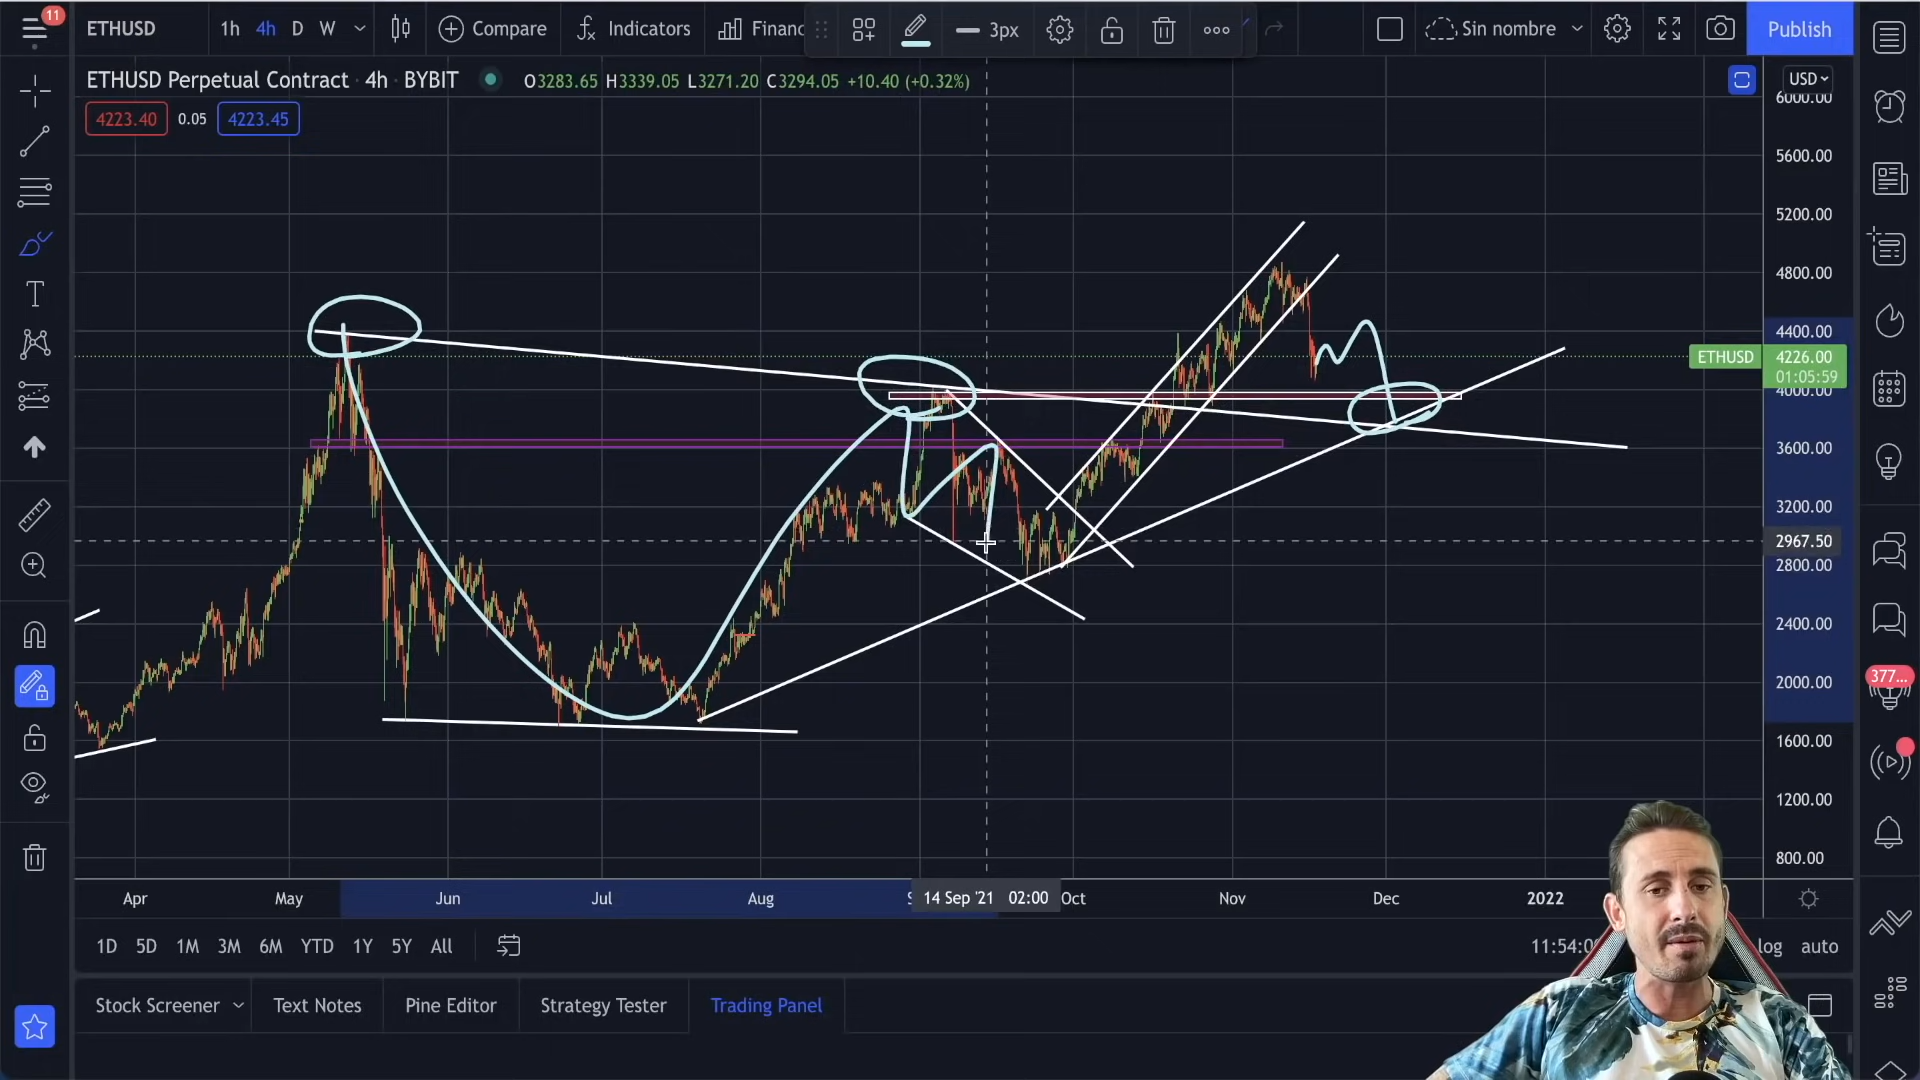 11
ETHUSD
1h 4h D W
Compare
Indicators
Financ
3px
Sin nombre
Publish
ETHUSD Perpetual Contract · 4h · BYBIT
O3283.65 H3339.05 L3271.20 C3294.05 +10.40 (+0.32%)
4223.40 0.05 4223.45
USD
6000.00
5600.00
5200.00
4800.00
4400.00
ETHUSD 4226.00
01:05:59
4000.00
3600.00
3200.00
2967.50
2800.00
2400.00
377...
2000.00
1600.00
1200.00
800.00
Apr May Jun Jul Aug S 14 Sep '21 02:00 Oct Nov Dec 2022
1D 5D 1M 3M 6M YTD 1Y 5Y All
11:54:0
log auto
Stock Screener Text Notes Pine Editor Strategy Tester Trading Panel